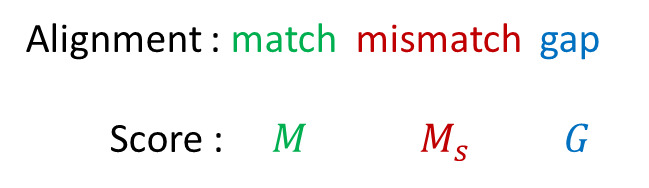 Alignment : match mismatch gap
Score : M M_S G